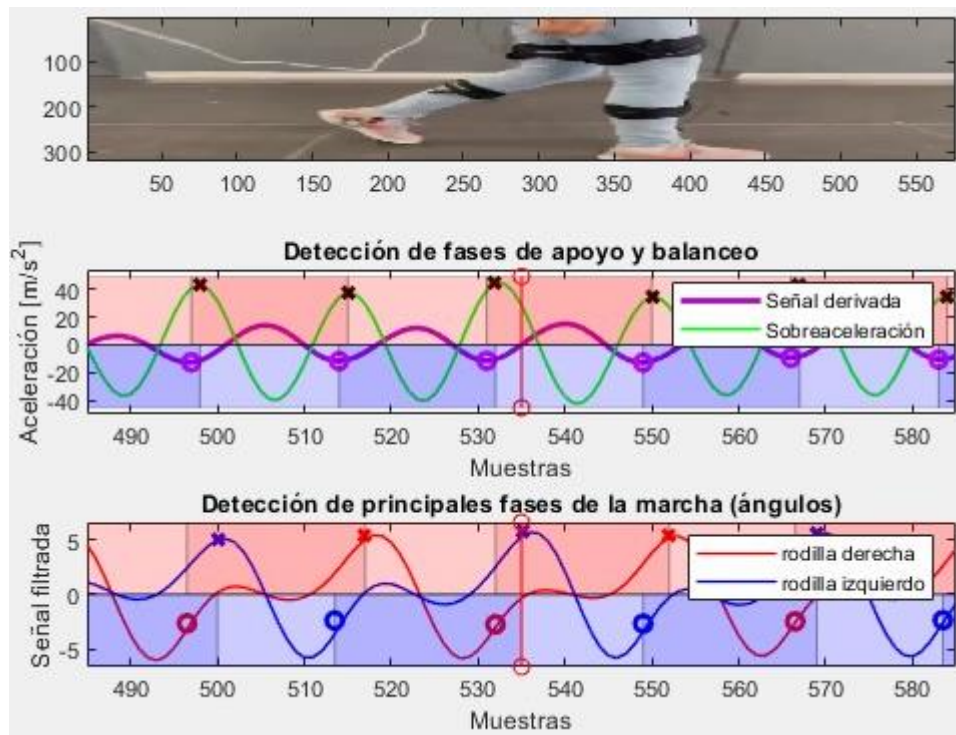 100
200
300
50 100 150 200 250 300 350 400 450 500 550
Detección de fases de apoyo y balanceo
Aceleración [m/s²]
40
20
0
-20
-40
Señal derivada
Sobreaceleración
490 500 510 520 530 540 550 560 570 580
Muestras
Detección de principales fases de la marcha (ángulos)
Señal filtrada
5
0
-5
rodilla derecha
rodilla izquierdo
490 500 510 520 530 540 550 560 570 580
Muestras